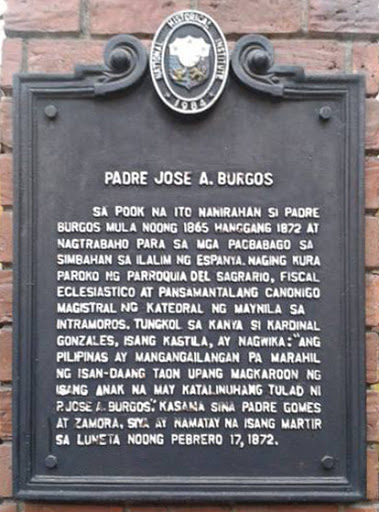 NATIONAL HISTORICAL INSTITUTE
1984
PADRE JOSE A. BURGOS
SA POOK NA ITO NANIRAHAN SI PADRE
BURGOS MULA NOONG 1865 HANGGANG 1872 AT
NAGTRABAHO PARA SA MGA PAGBABAGO SA
SIMBAHAN SA ILALIM NG ESPANYA. NAGING KURA
PAROKO NG PARROQUIA DEL SAGRARIO, FISCAL
ECLESIASTICO AT PANSAMANTALANG CANONIGO
MAGISTRAL NG KATEDRAL NG MAYNILA SA
INTRAMUROS. TUNGKOL SA KANYA SI KARDINAL
GONZALES, ISANG KASTILA, AY NAGWIKA: "ANG
PILIPINAS AY MANGANGAILANGAN PA MARAHIL
NG ISAN-DAANG TAON UPANG MAGKAROON NG
ISANG ANAK NA MAY KATALINUHANG TULAD NI
P. JOSE A. BURGOS." KASAMA SINA PADRE GOMES
AT ZAMORA, SIYA AY NAMATAY NA ISANG MARTIR
SA LUNETA NOONG PEBRERO 17, 1872.